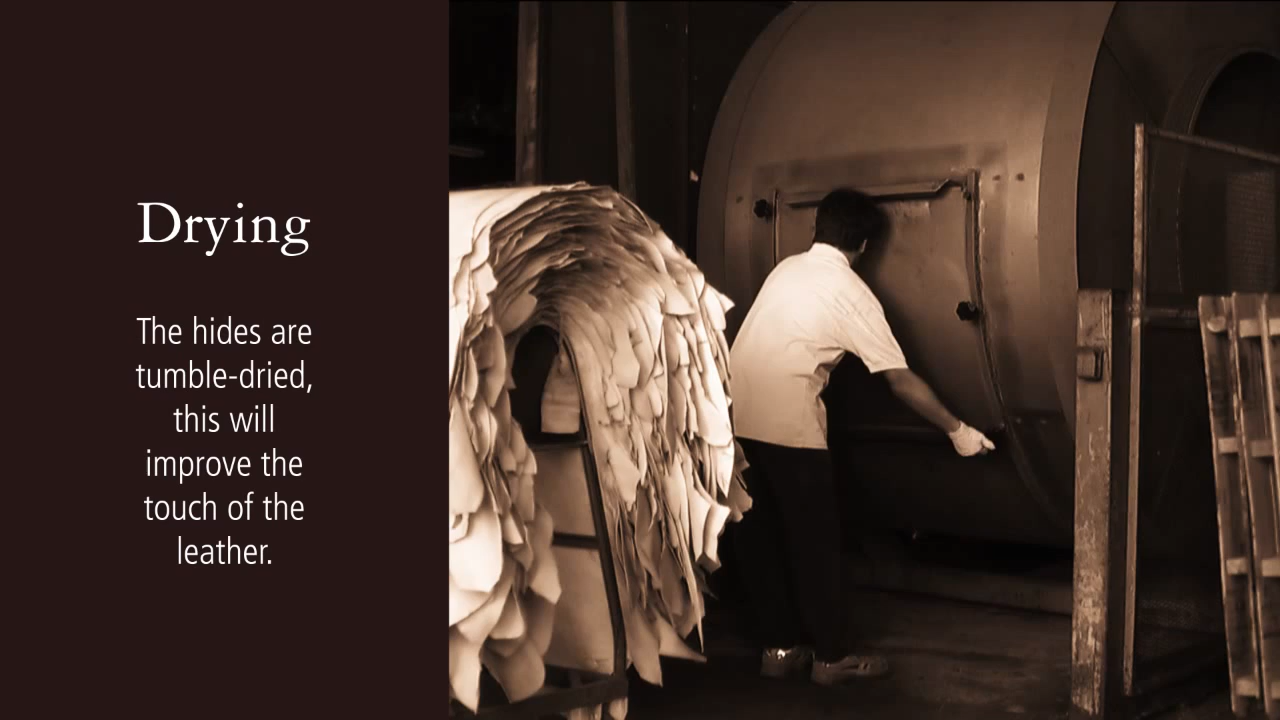 Drying
The hides are
tumble-dried,
this will
improve the
touch of the
leather.